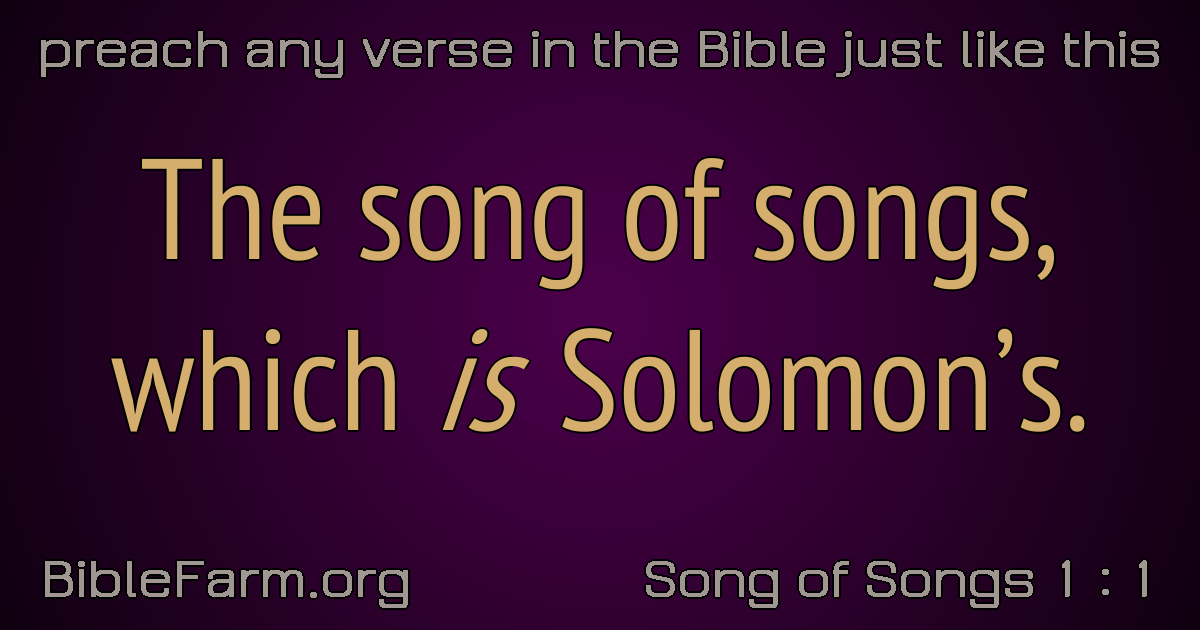 preach any verse in the Bible just like this
The song of songs,
which is Solomon’s.
BibleFarm.org
Song of Songs 1 : 1